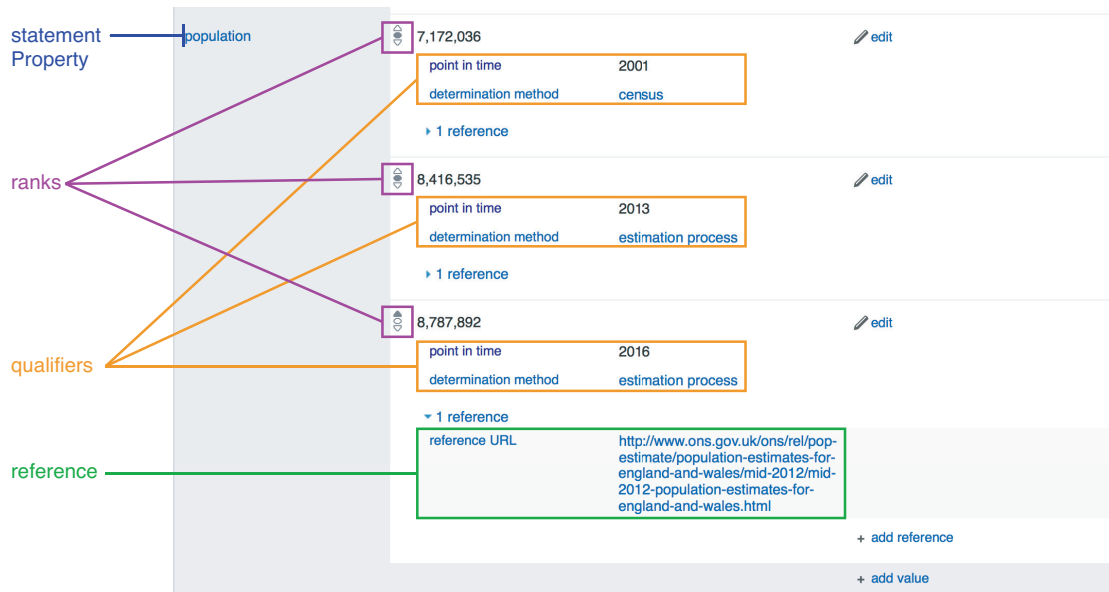 statement
Property
population
7,172,036
edit
point in time 2001
determination method census
1 reference
ranks
8,416,535
edit
point in time 2013
determination method estimation process
1 reference
8,787,892
edit
qualifiers
point in time 2016
determination method estimation process
1 reference
reference
reference URL http://www.ons.gov.uk/ons/rel/pop-
estimate/population-estimates-for-
england-and-wales/mid-2012/mid-
2012-population-estimates-for-
england-and-wales.html
+ add reference
+ add value